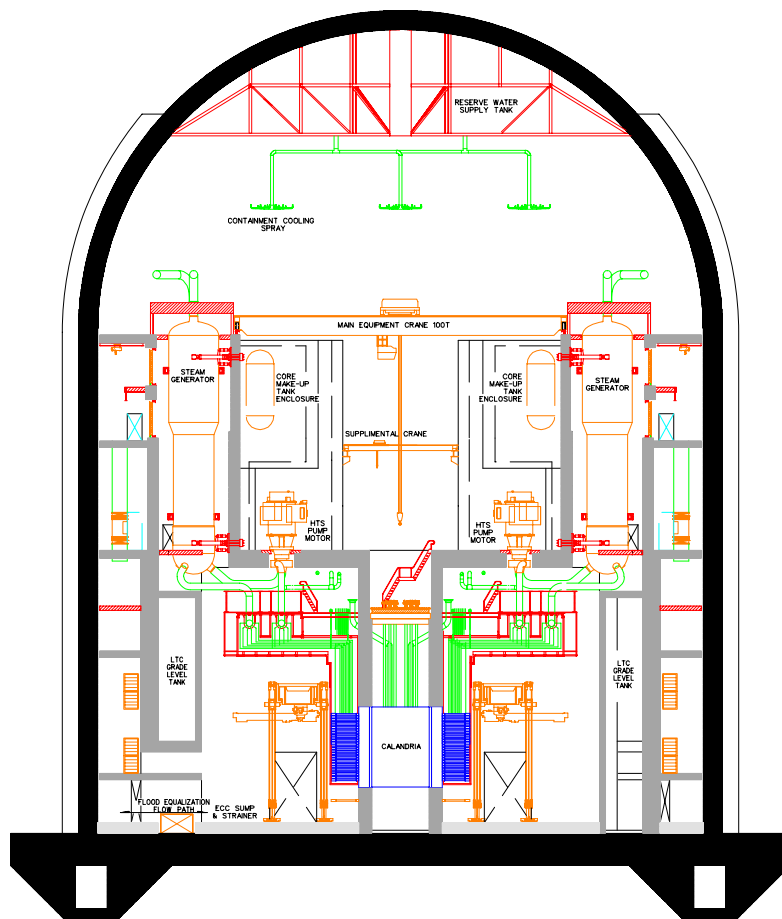 RESERVE WATER
SUPPLY TANK
CONTAINMENT COOLING
SPRAY
MAIN EQUIPMENT CRANE 100T
STEAM
GENERATOR
CORE
MAKE-UP
TANK
ENCLOSURE
CORE
MAKE-UP
TANK
ENCLOSURE
STEAM
GENERATOR
SUPPLIMENTAL CRANE
HTS
PUMP
MOTOR
HTS
PUMP
MOTOR
LTC
GRADE
LEVEL
TANK
LTC
GRADE
LEVEL
TANK
CALANDRIA
FLOOD EQUALIZATION
FLOW PATH
ECC SUMP
& STRAINER